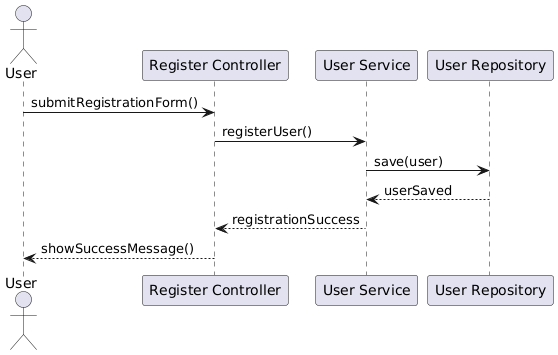 User
Register Controller
User Service
User Repository
submitRegistrationForm()
registerUser()
save(user)
userSaved
registrationSuccess
showSuccessMessage()
User
Register Controller
User Service
User Repository